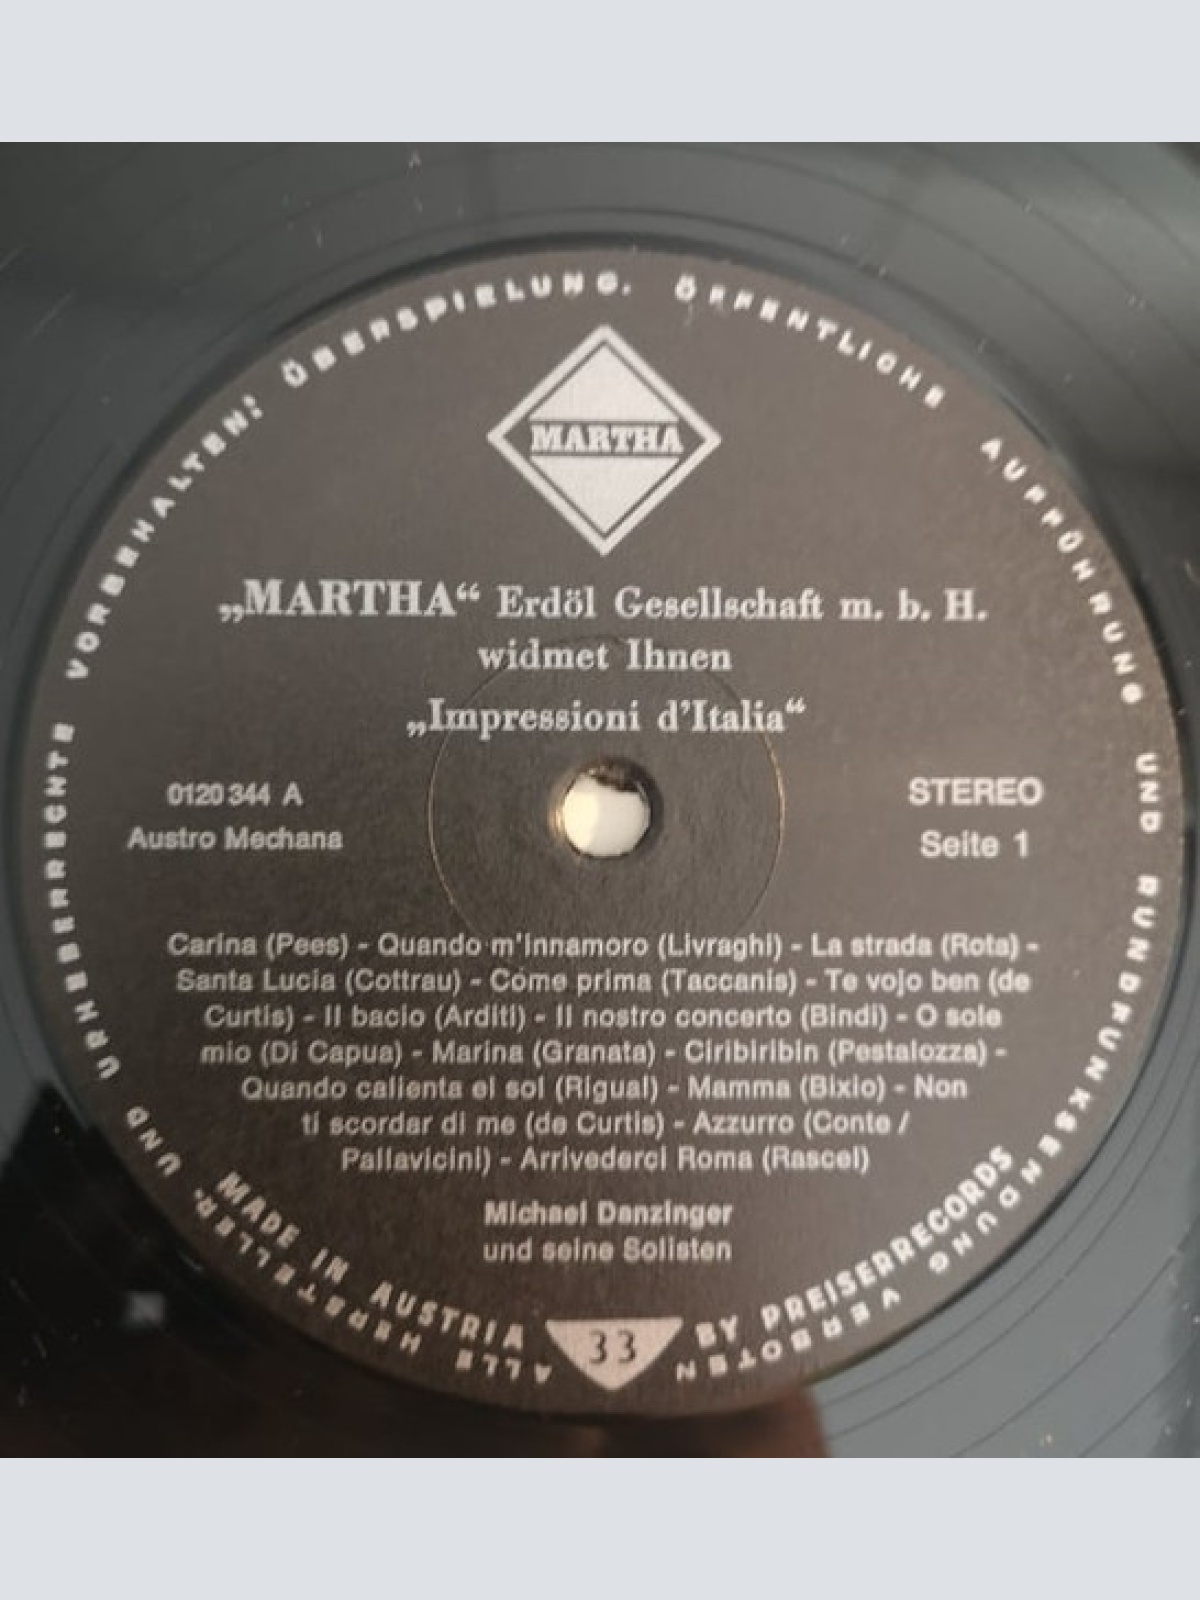 ALLE HERSTELLER- UND URHEBERRECHTE VORBEHALTEN! ÜBERSPIELUNG, ÖFFENTLICHE AUFFÜHRUNG UND RUNDFUNKSENDUNG VERBOTEN
MARTHA
„MARTHA“ Erdöl Gesellschaft m. b. H.
widmet Ihnen
„Impressioni d'Italia“
0120 344 A
Austro Mechana
STEREO
Seite 1
Carina (Pees) - Quando m'innamoro (Livraghi) - La strada (Rota) -
Santa Lucia (Cottrau) - Come prima (Taccanis) - Te vojo ben (de
Curtis) - Il bacio (Arditi) - Il nostro concerto (Bindi) - O sole
mio (Di Capua) - Marina (Granata) - Ciribiribin (Pestalozza) -
Quando calienta el sol (Rigual) - Mamma (Bixio) - Non
ti scordar di me (de Curtis) - Azzurro (Conte /
Pallavicini) - Arrivederci Roma (Rascel)
Michael Danzinger
und seine Solisten
MADE IN AUSTRIA
33
BY PREISERRECORDS